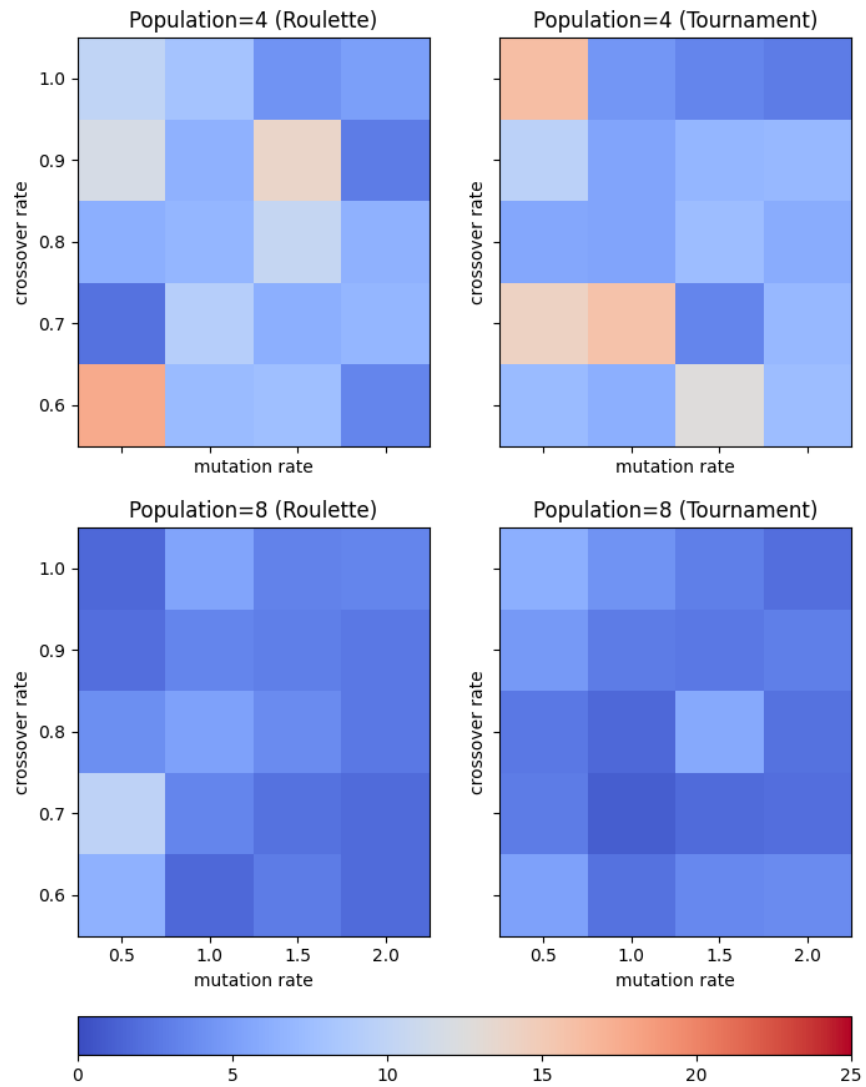 Population=4 (Roulette)
Population=4 (Tournament)
1.0
0.9
0.8
0.7
0.6
crossover rate
crossover rate
mutation rate
mutation rate
Population=8 (Roulette)
Population=8 (Tournament)
1.0
0.9
0.8
0.7
0.6
crossover rate
crossover rate
0.5 1.0 1.5 2.0
0.5 1.0 1.5 2.0
mutation rate
mutation rate
0 5 10 15 20 25